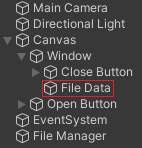 Main Camera
Directional Light
Canvas
Window
Close Button
File Data
Open Button
EventSystem
File Manager